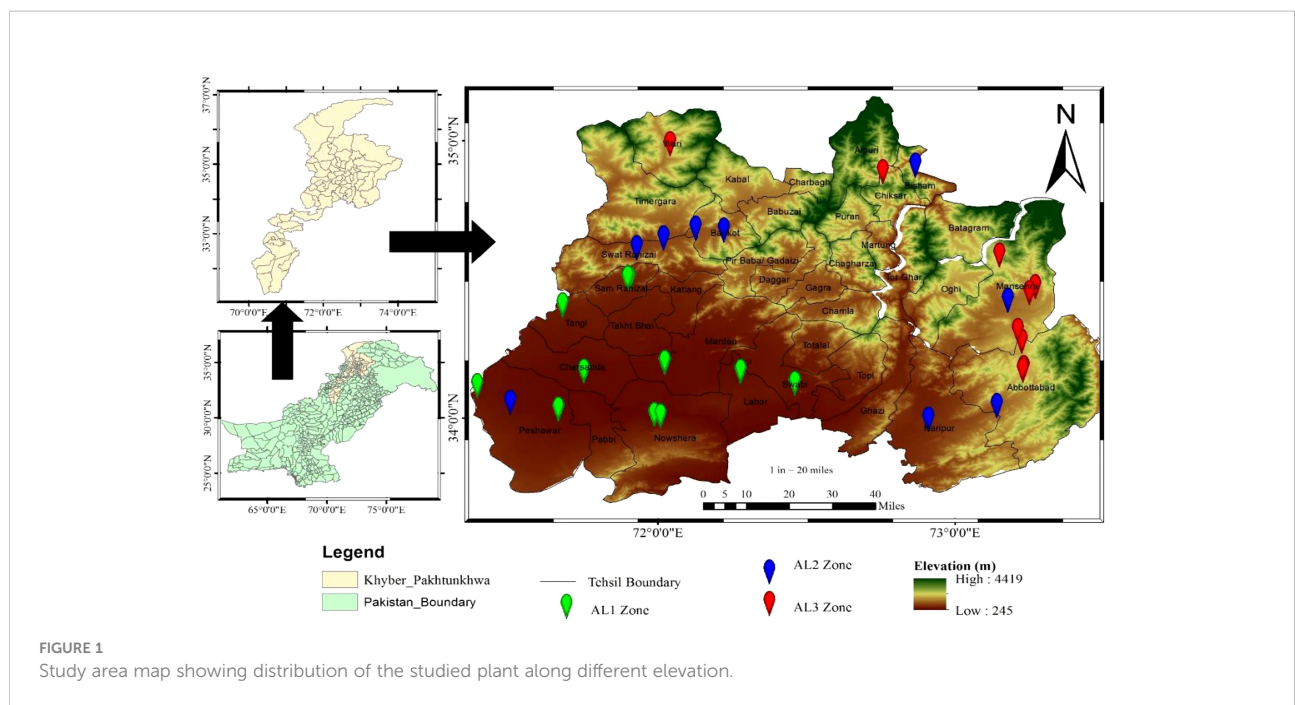 37°0'0"N
35°0'0"N
33°0'0"N
70°0'0"E
72°0'0"E
74°0'0"E
35°0'0"N
30°0'0"N
25°0'0"N
65°0'0"E
70°0'0"E
75°0'0"E
35°0'0"N
34°0'0"N
72°0'0"E
73°0'0"E
N
Wari
Alpuri
Kabal
Charbagh
Bisham
Chiksar
Timergara
Babuzai
Puran
Batagram
Swat Ranizai
Barikot
Martung
Pir Baba/ Gadaizi
Chagharzai
Tor Ghar
Daggar
Sam Ranizai
Katlang
Gagra
Oghi
Mansehra
Tangi
Takht Bhai
Chamla
Mardan
Totalai
Charsadda
Topi
Swabi
Abbottabad
Lahor
Ghazi
Peshawar
Pabbi
Nowshera
Haripur
1 in = 20 miles
0 5 10 20 30 40
Miles
Legend
Khyber_Pakhtunkhwa
Pakistan_Boundary
Tehsil Boundary
AL1 Zone
AL2 Zone
AL3 Zone
Elevation (m)
High : 4419
Low : 245
FIGURE 1
Study area map showing distribution of the studied plant along different elevation.